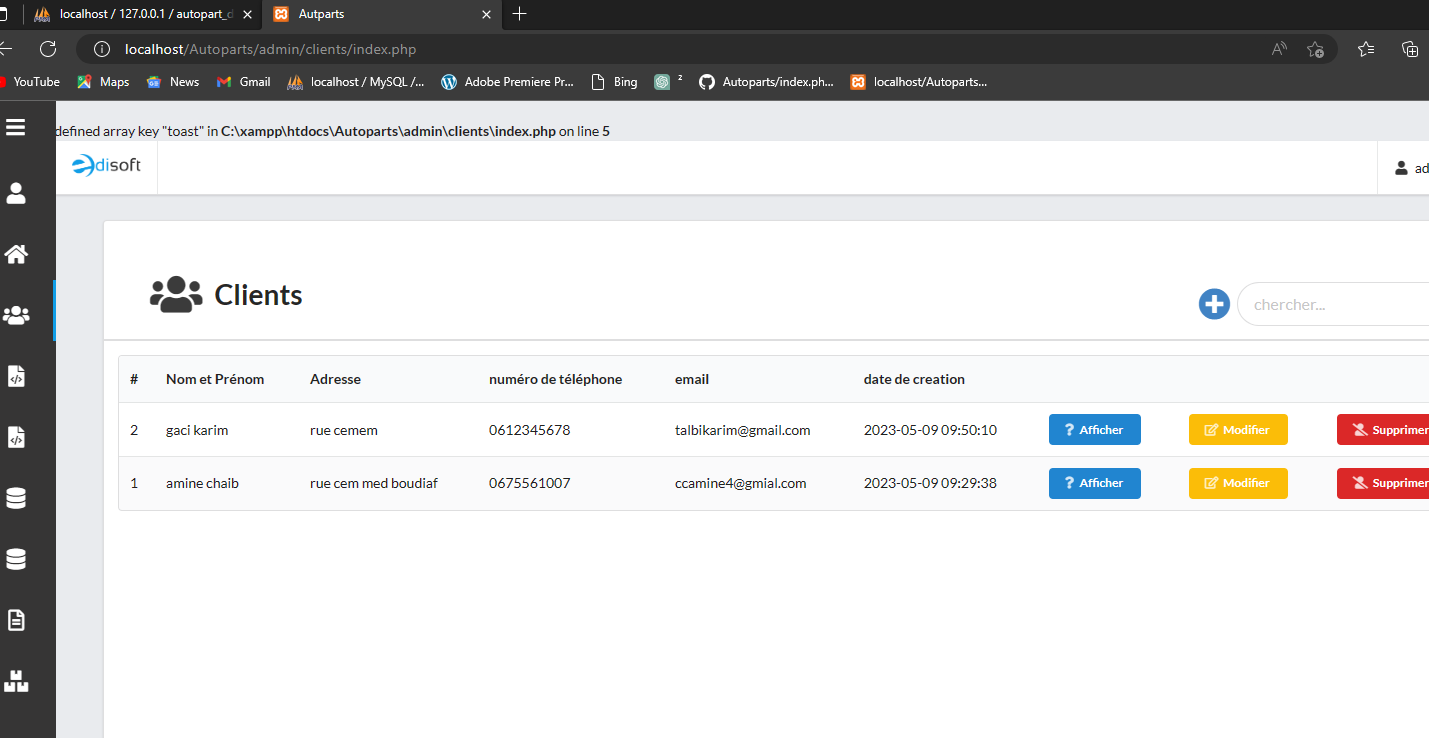 localhost / 127.0.0.1 / autopart_d
Autparts
localhost/Autoparts/admin/clients/index.php
YouTube Maps News Gmail localhost / MySQL /... Adobe Premiere Pr... Bing ² Autoparts/index.ph... localhost/Autoparts...
defined array key "toast" in C:\xampp\htdocs\Autoparts\admin\clients\index.php on line 5
edisoft
ad
Clients
chercher...
# Nom et Prénom Adresse numéro de téléphone email date de creation
2 gaci karim rue cemem 0612345678 talbikarim@gmail.com 2023-05-09 09:50:10 ? Afficher Modifier Supprimer
1 amine chaib rue cem med boudiaf 0675561007 ccamine4@gmial.com 2023-05-09 09:29:38 ? Afficher Modifier Supprimer